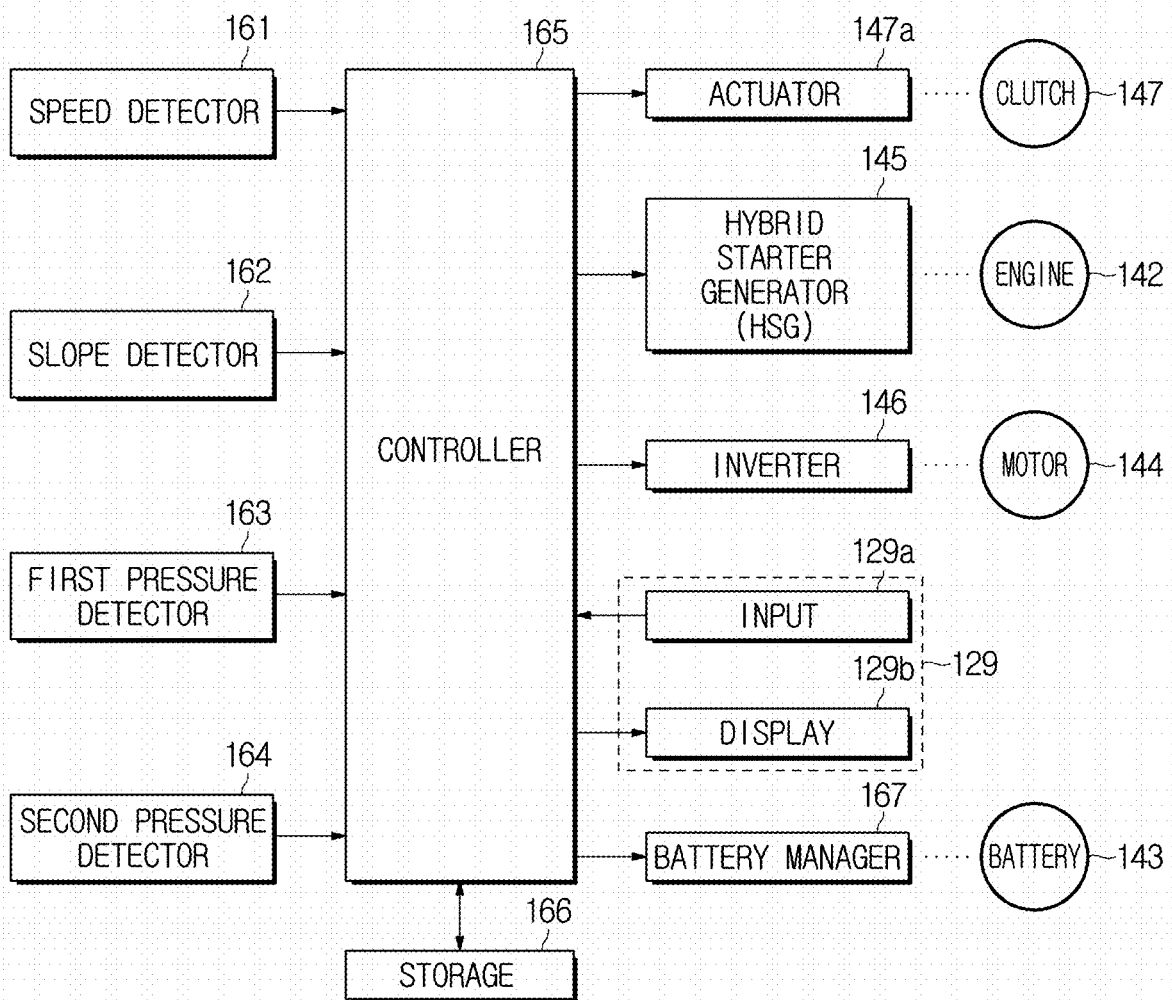 161
SPEED DETECTOR
162
SLOPE DETECTOR
163
FIRST PRESSURE
DETECTOR
164
SECOND PRESSURE
DETECTOR
165
CONTROLLER
166
STORAGE
147a
ACTUATOR
CLUTCH
147
145
HYBRID
STARTER
GENERATOR
(HSG)
ENGINE
142
146
INVERTER
MOTOR
144
129a
INPUT
129b
DISPLAY
129
167
BATTERY MANAGER
BATTERY
143